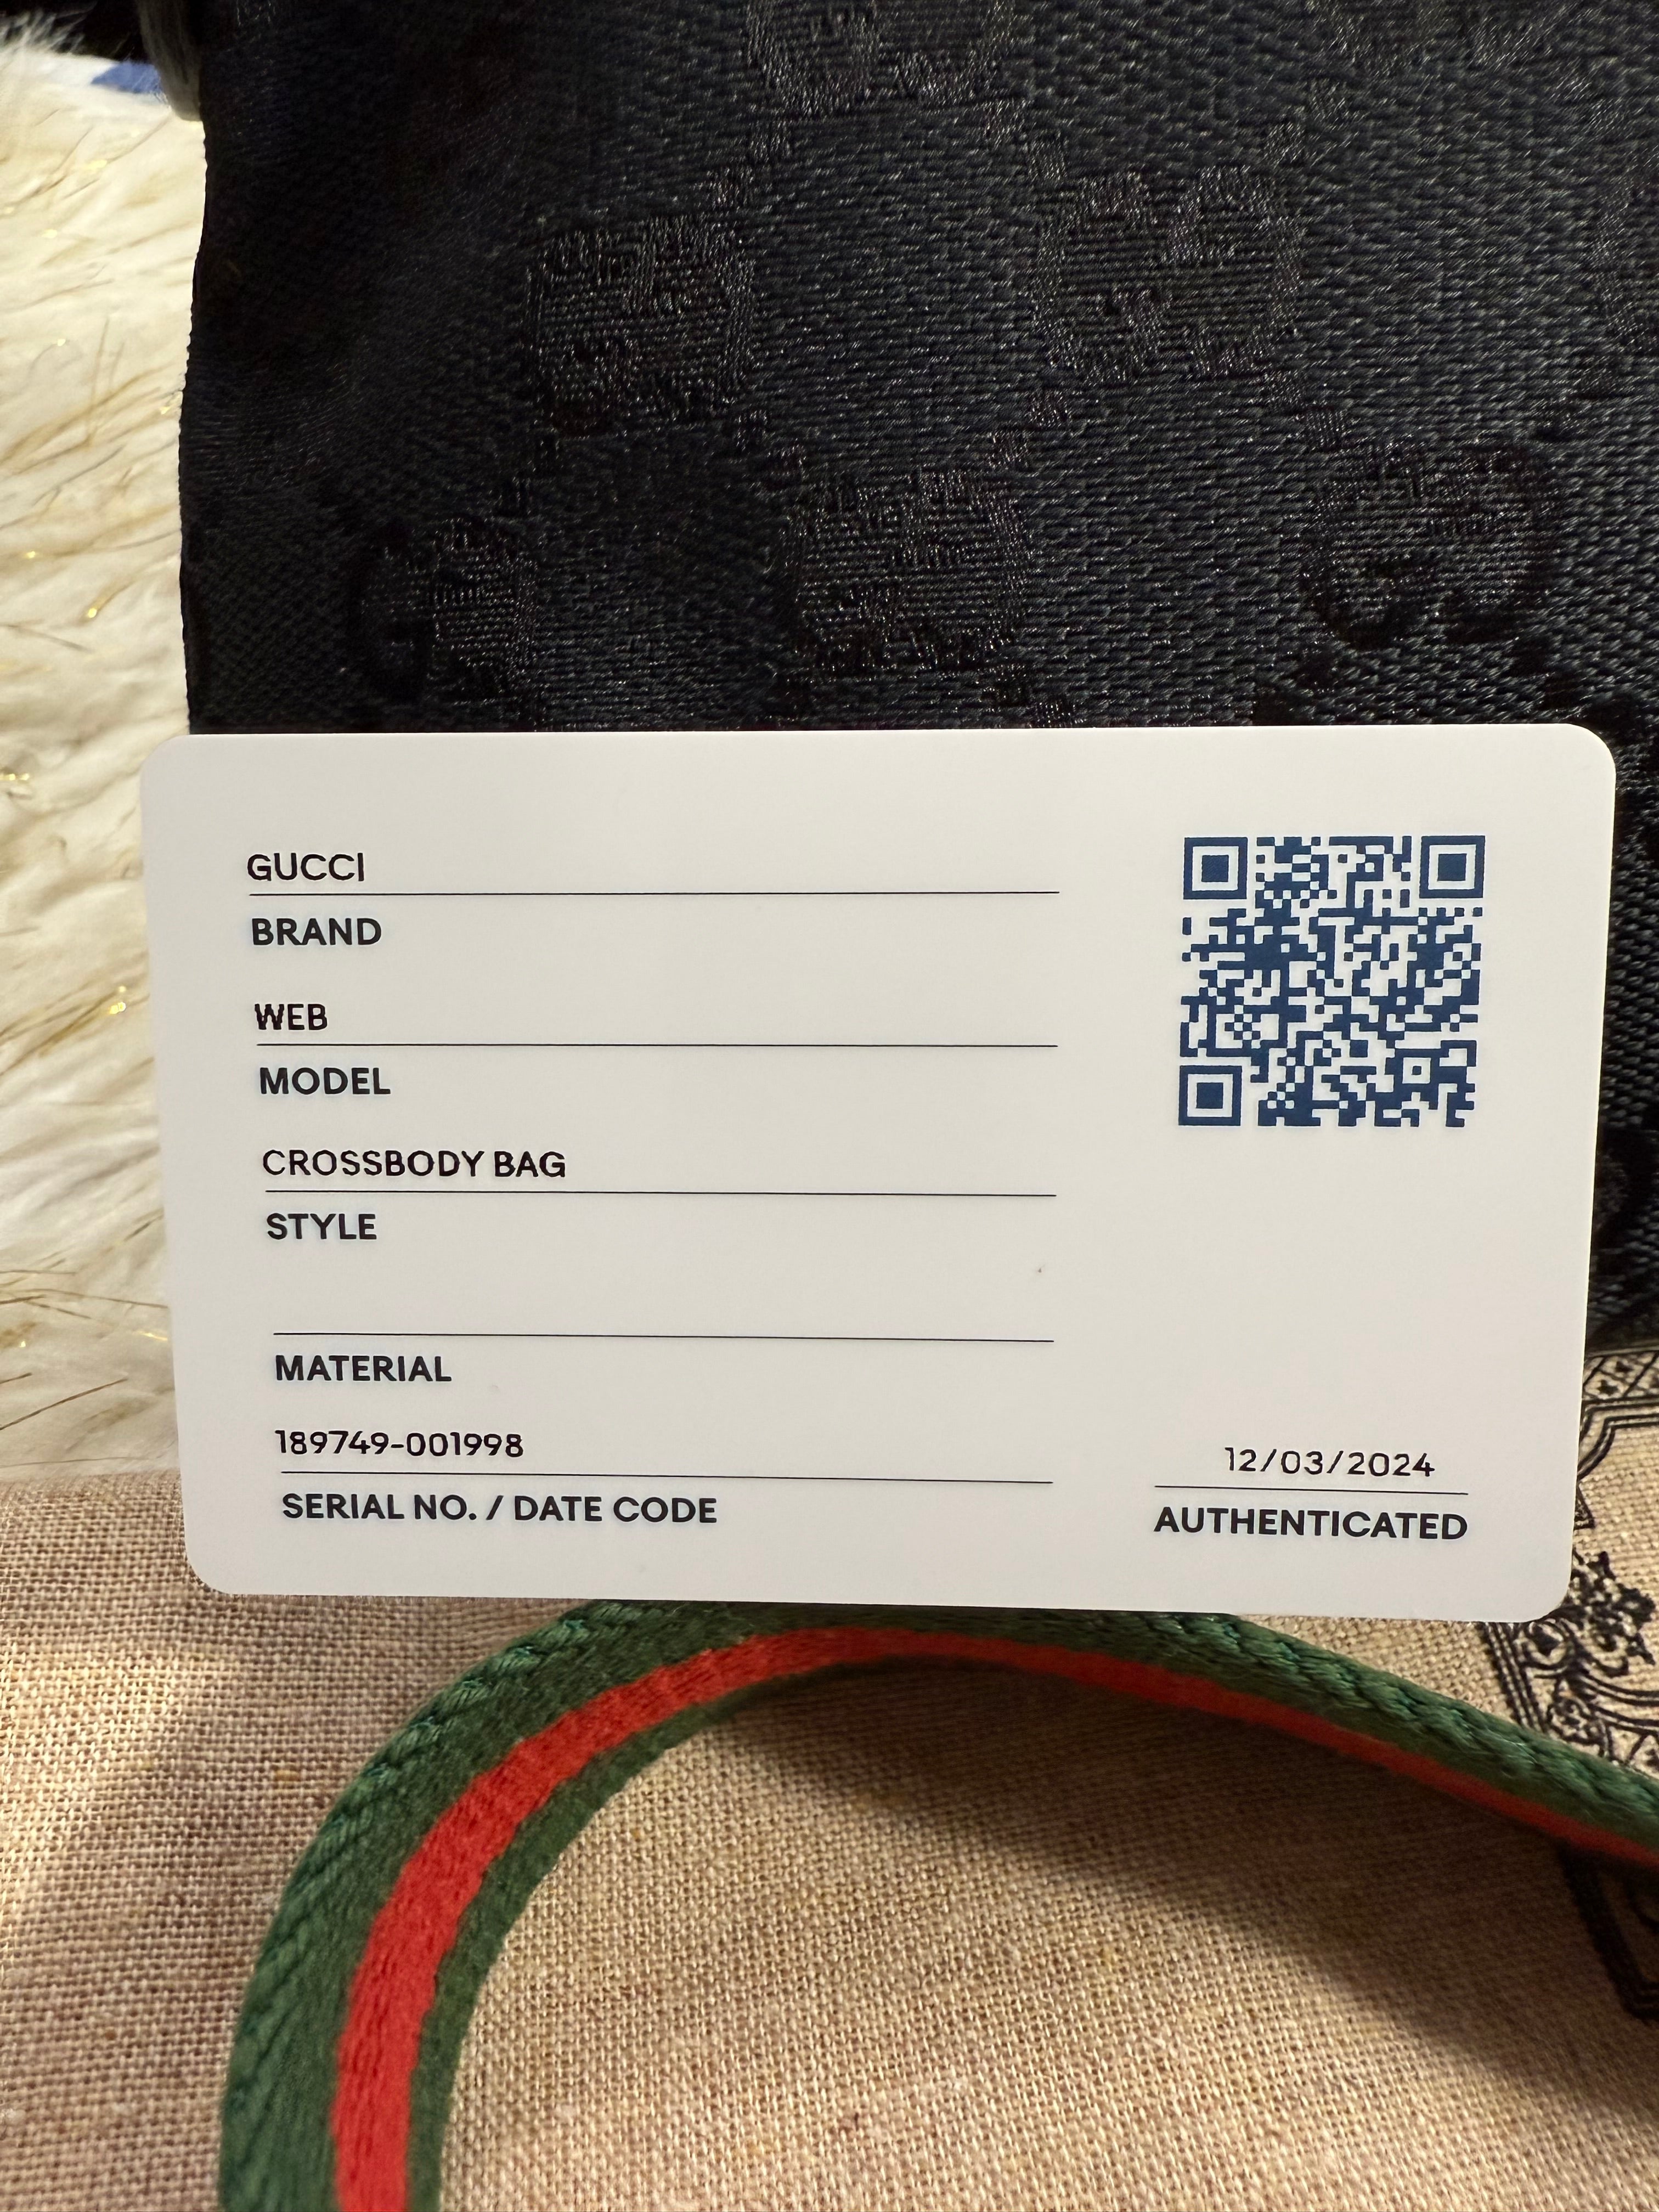 GUCCI
BRAND
WEB
MODEL
CROSSBODY BAG
STYLE
MATERIAL
189749-001998
SERIAL NO. / DATE CODE
12/03/2024
AUTHENTICATED